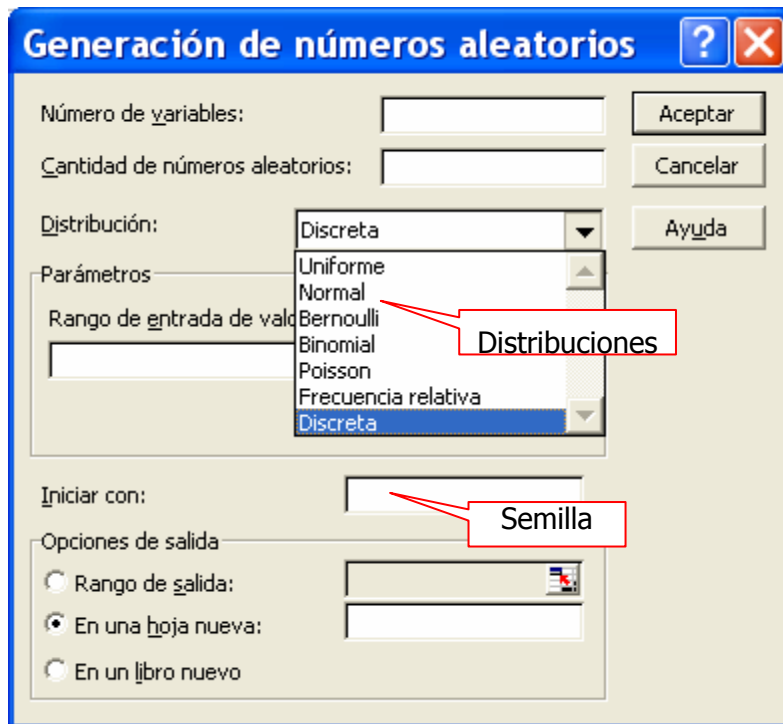 Generación de números aleatorios
Número de variables:
Aceptar
Cantidad de números aleatorios:
Cancelar
Distribución:
Discreta
Ayuda
Parámetros
Uniforme
Normal
Rango de entrada de valo
Bernoulli
Binomial
Distribuciones
Poisson
Frecuencia relativa
Discreta
Iniciar con:
Semilla
Opciones de salida
Rango de salida:
En una hoja nueva:
En un libro nuevo